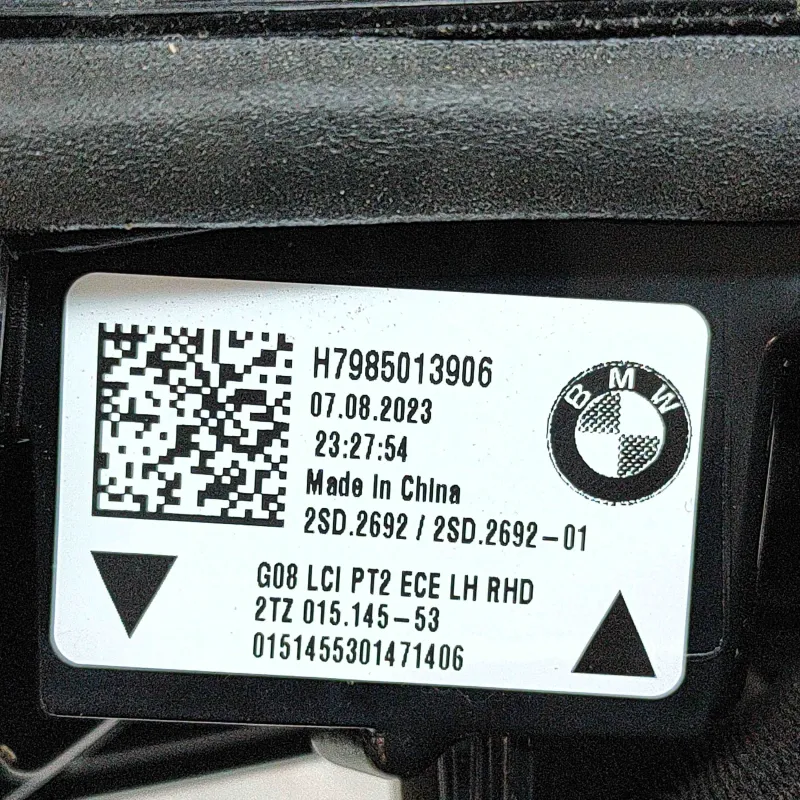 H7985013906
07.08.2023
23:27:54
Made In China
2SD.2692 / 2SD.2692-01
BMW
G08 LCI PT2 ECE LH RHD
2TZ 015.145-53
0151455301471406